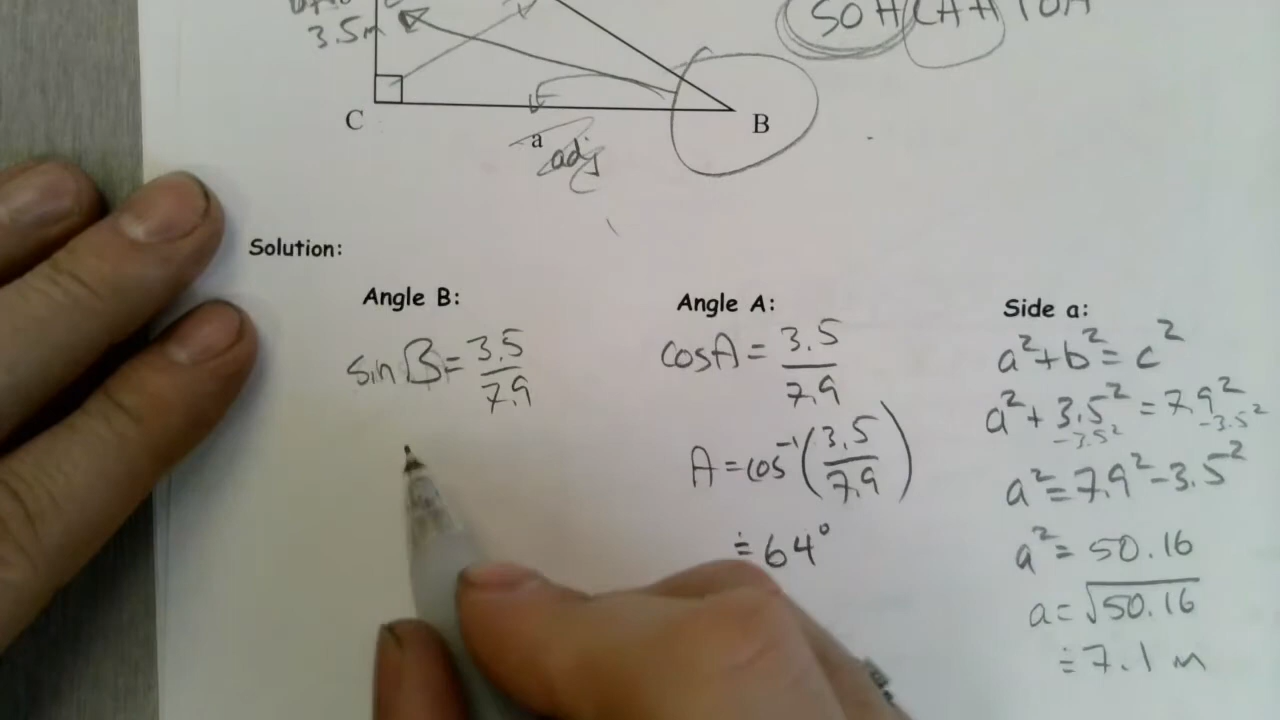 SOH CAH TOA
3.5m
C
B
a
adj
Solution:
Angle B:
sin B = 3.5/7.9
Angle A:
cosA = 3.5/7.9
A = cos⁻¹(3.5/7.9)
≐ 64°
Side a:
a² + b² = c²
a² + 3.5² = 7.9²
-3.5² -3.5²
a² = 7.9² - 3.5²
a² = 50.16
a = √50.16
≐ 7.1 m